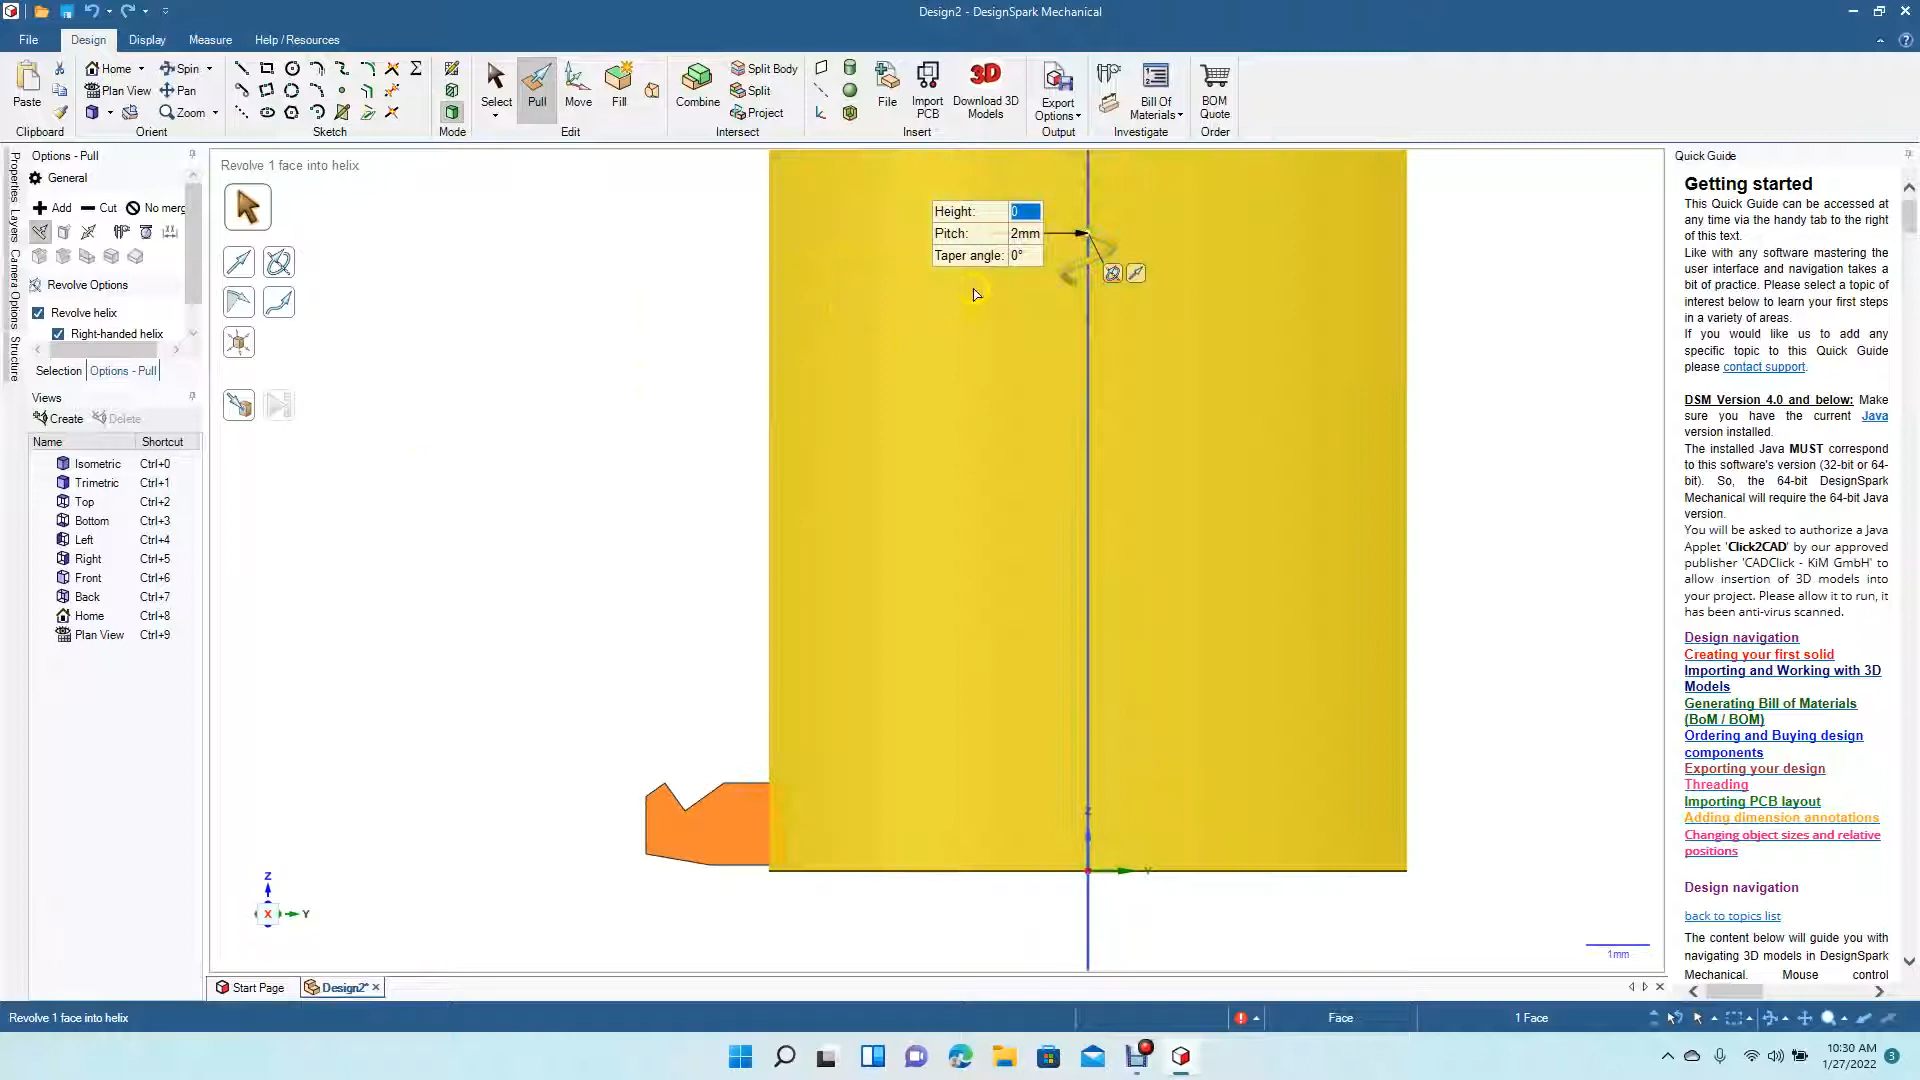 Design2 - DesignSpark Mechanical
File Design Display Measure Help / Resources
Paste
Clipboard
Home Spin
Plan View Pan
Zoom
Orient
Sketch
Mode
Select Pull Move Fill
Edit
Combine
Split Body
Split
Project
Intersect
File
Import PCB
Download 3D Models
3D
Insert
Export Options
Output
Bill Of Materials
Investigate
BOM Quote
Order
Properties Layers Camera Options Structure
Options - Pull
General
Add Cut No merg
Revolve Options
Revolve helix
Right-handed helix
Selection Options - Pull
Views
Create Delete
Name Shortcut
Isometric Ctrl+0
Trimetric Ctrl+1
Top Ctrl+2
Bottom Ctrl+3
Left Ctrl+4
Right Ctrl+5
Front Ctrl+6
Back Ctrl+7
Home Ctrl+8
Plan View Ctrl+9
Revolve 1 face into helix
Height: 0
Pitch: 2mm
Taper angle: 0°
Z
Y
Z
X
Y
1mm
Start Page Design2*
Quick Guide
Getting started
This Quick Guide can be accessed at
any time via the handy tab to the right
of this text.
Like with any software mastering the
user interface and navigation takes a
bit of practice. Please select a topic of
interest below to learn your first steps
in a variety of areas.
If you would like us to add any
specific topic to this Quick Guide
please contact support.
DSM Version 4.0 and below: Make
sure you have the current Java
version installed.
The installed Java MUST correspond
to this software's version (32-bit or 64-
bit). So, the 64-bit DesignSpark
Mechanical will require the 64-bit Java
version.
You will be asked to authorize a Java
Applet 'Click2CAD' by our approved
publisher 'CADClick - KiM GmbH' to
allow insertion of 3D models into
your project. Please allow it to run, it
has been anti-virus scanned.
Design navigation
Creating your first solid
Importing and Working with 3D
Models
Generating Bill of Materials
(BoM / BOM)
Ordering and Buying design
components
Exporting your design
Threading
Importing PCB layout
Adding dimension annotations
Changing object sizes and relative
positions
Design navigation
back to topics list
The content below will guide you with
navigating 3D models in DesignSpark
Mechanical. Mouse control
Revolve 1 face into helix
Face
1 Face
10:30 AM
1/27/2022
3